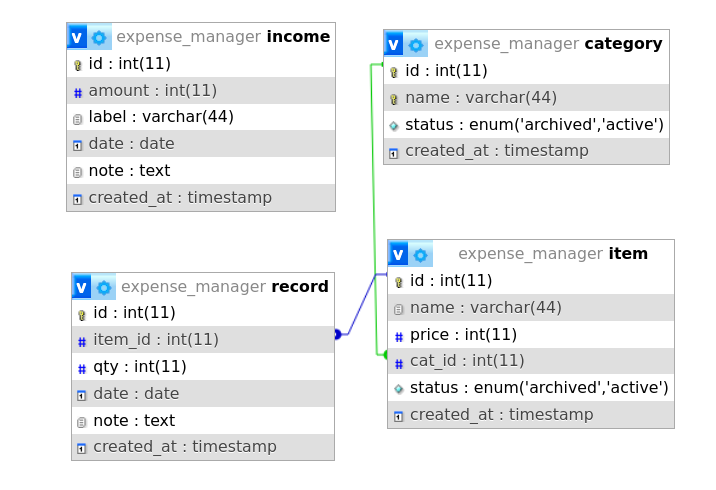 v expense_manager income
id : int(11)
# amount : int(11)
label : varchar(44)
date : date
note : text
created_at : timestamp
v expense_manager category
id : int(11)
name : varchar(44)
status : enum('archived','active')
created_at : timestamp
v expense_manager record
id : int(11)
# item_id : int(11)
# qty : int(11)
date : date
note : text
created_at : timestamp
v expense_manager item
id : int(11)
name : varchar(44)
# price : int(11)
# cat_id : int(11)
status : enum('archived','active')
created_at : timestamp